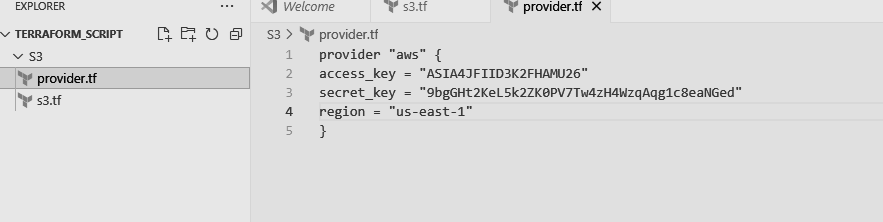 EXPLORER ...
Welcome s3.tf provider.tf
TERRAFORM_SCRIPT
S3
provider.tf
s3.tf
S3 > provider.tf
1 provider "aws" {
2 access_key = "ASIA4JFIID3K2FHAMU26"
3 secret_key = "9bgGHt2KeL5k2ZK0PV7Tw4zH4WzqAqg1c8eaNGed"
4 region = "us-east-1"
5 }